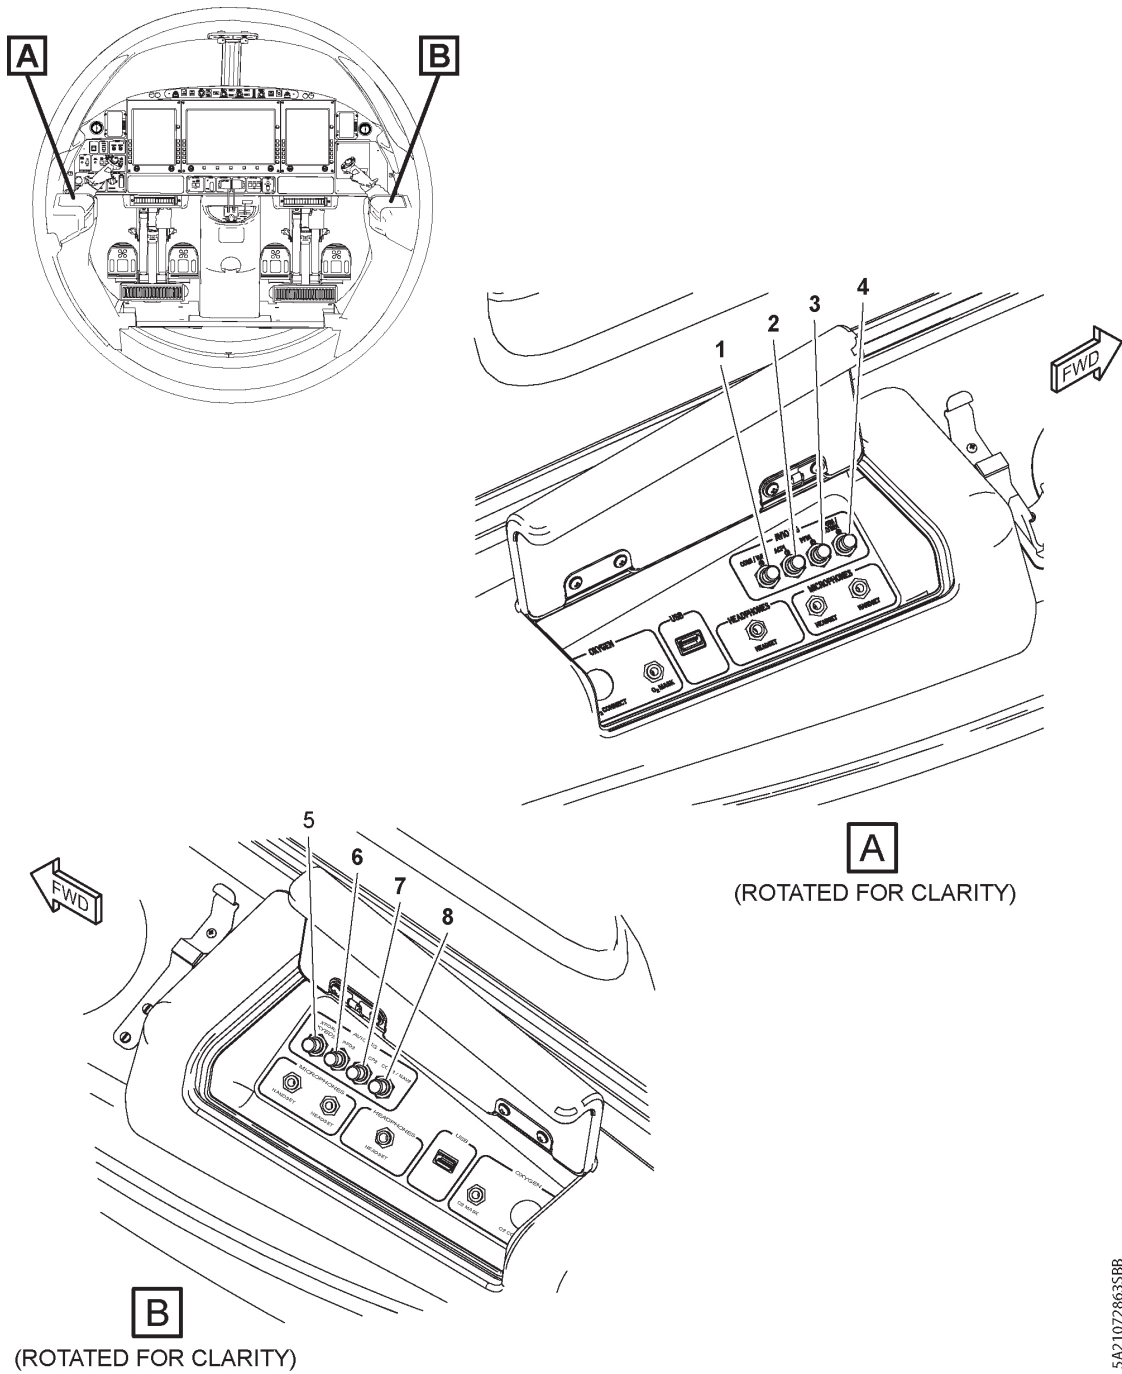 A
B
1
2
3
4
FWD
HEADPHONES
HEADSET
MICROPHONES
HEADSET
HANDSET
USB
OXYGEN
O2 MASK
CONNECT
A
(ROTATED FOR CLARITY)
5
6
7
8
FWD
MICROPHONES
HANDSET
HEADSET
HEADPHONES
HEADSET
USB
OXYGEN
O2 MASK
B
(ROTATED FOR CLARITY)
5A21072863SBB